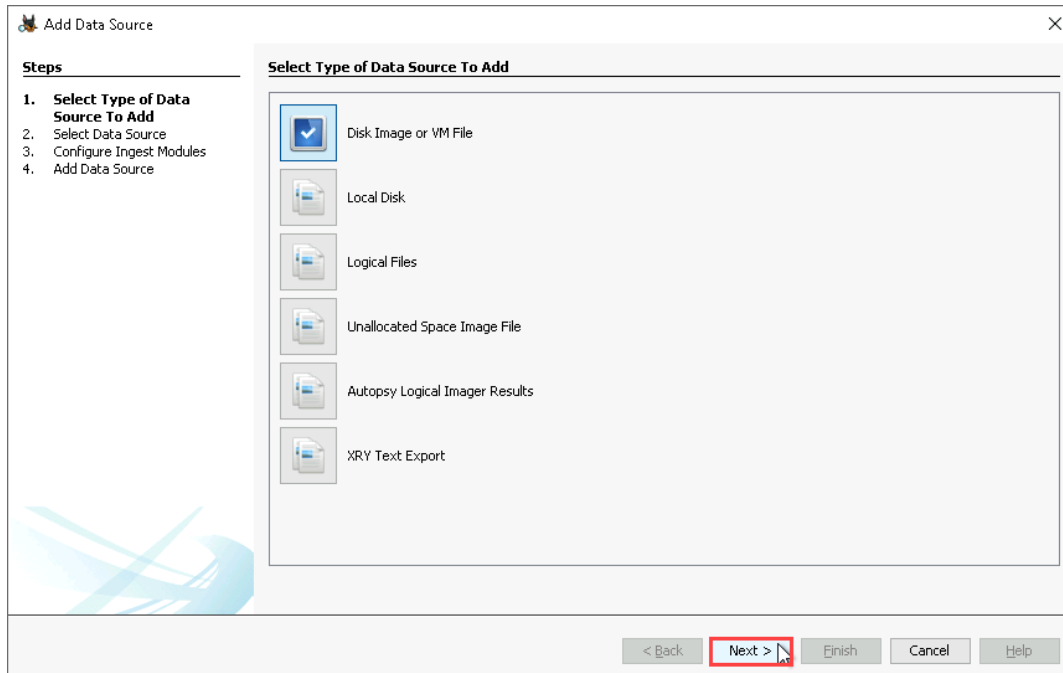 Add Data Source
Steps
1. Select Type of Data
Source To Add
2. Select Data Source
3. Configure Ingest Modules
4. Add Data Source
Select Type of Data Source To Add
Disk Image or VM File
Local Disk
Logical Files
Unallocated Space Image File
Autopsy Logical Imager Results
XRY Text Export
< Back Next > Finish Cancel Help